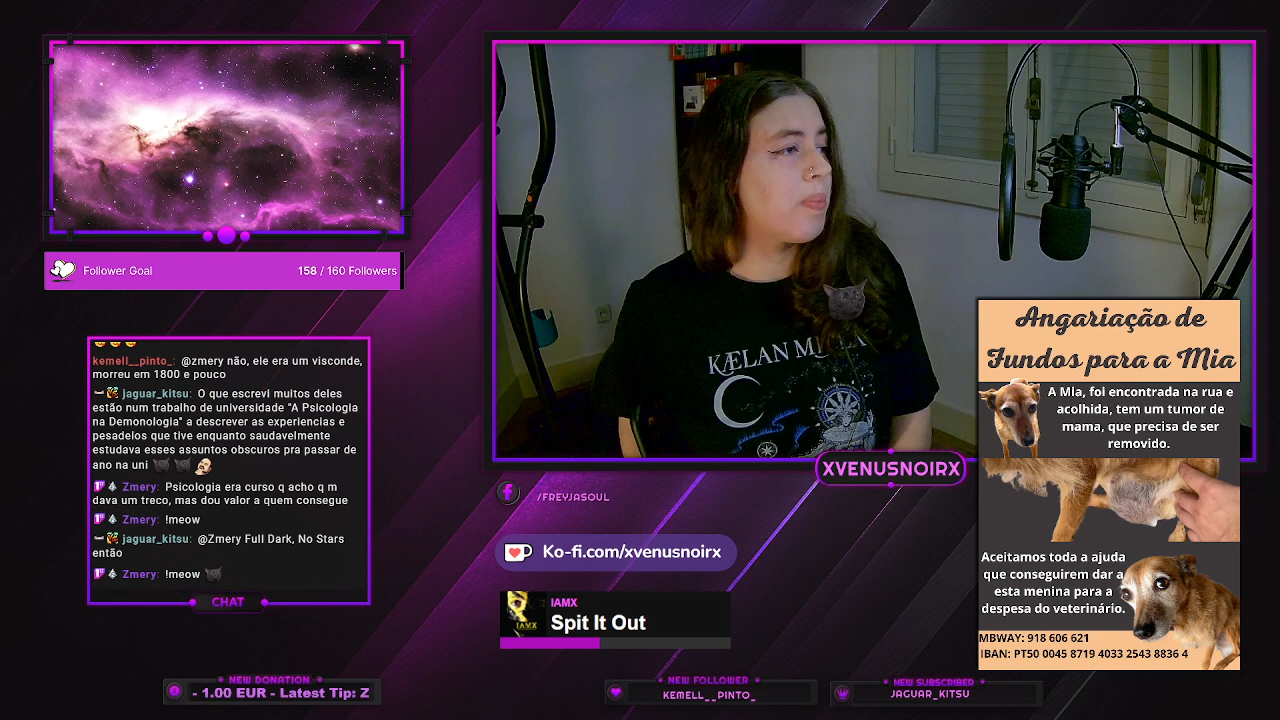 Follower Goal 158 / 160 Followers
kemell__pinto_: @zmery não, ele era um visconde,
morreu em 1800 e pouco
jaguar_kitsu: O que escrevi muitos deles
estão num trabalho de universidade "A Psicologia
na Demonologia" a descrever as experiencias e
pesadelos que tive enquanto saudavelmente
estudava esses assuntos obscuros pra passar de
ano na uni
Zmery: Psicologia era curso q acho q m
dava um treco, mas dou valor a quem consegue
Zmery: !meow
jaguar_kitsu: @Zmery Full Dark, No Stars
então
Zmery: !meow
CHAT
KÆLAN
XVENUSNOIRX
/FREYJASOUL
Ko-fi.com/xvenusnoirx
IAMX
IAMX
Spit It Out
Angariação de
Fundos para a Mia
A Mia, foi encontrada na rua e
acolhida, tem um tumor de
mama, que precisa de ser
removido.
Aceitamos toda a ajuda
que conseguirem dar a
esta menina para a
despesa do veterinário.
MBWAY: 918 606 621
IBAN: PT50 0045 8719 4033 2543 8836 4
NEW DONATION
- 1.00 EUR - Latest Tip: Z
NEW FOLLOWER
KEMELL__PINTO_
NEW SUBSCRIBER
JAGUAR_KITSU